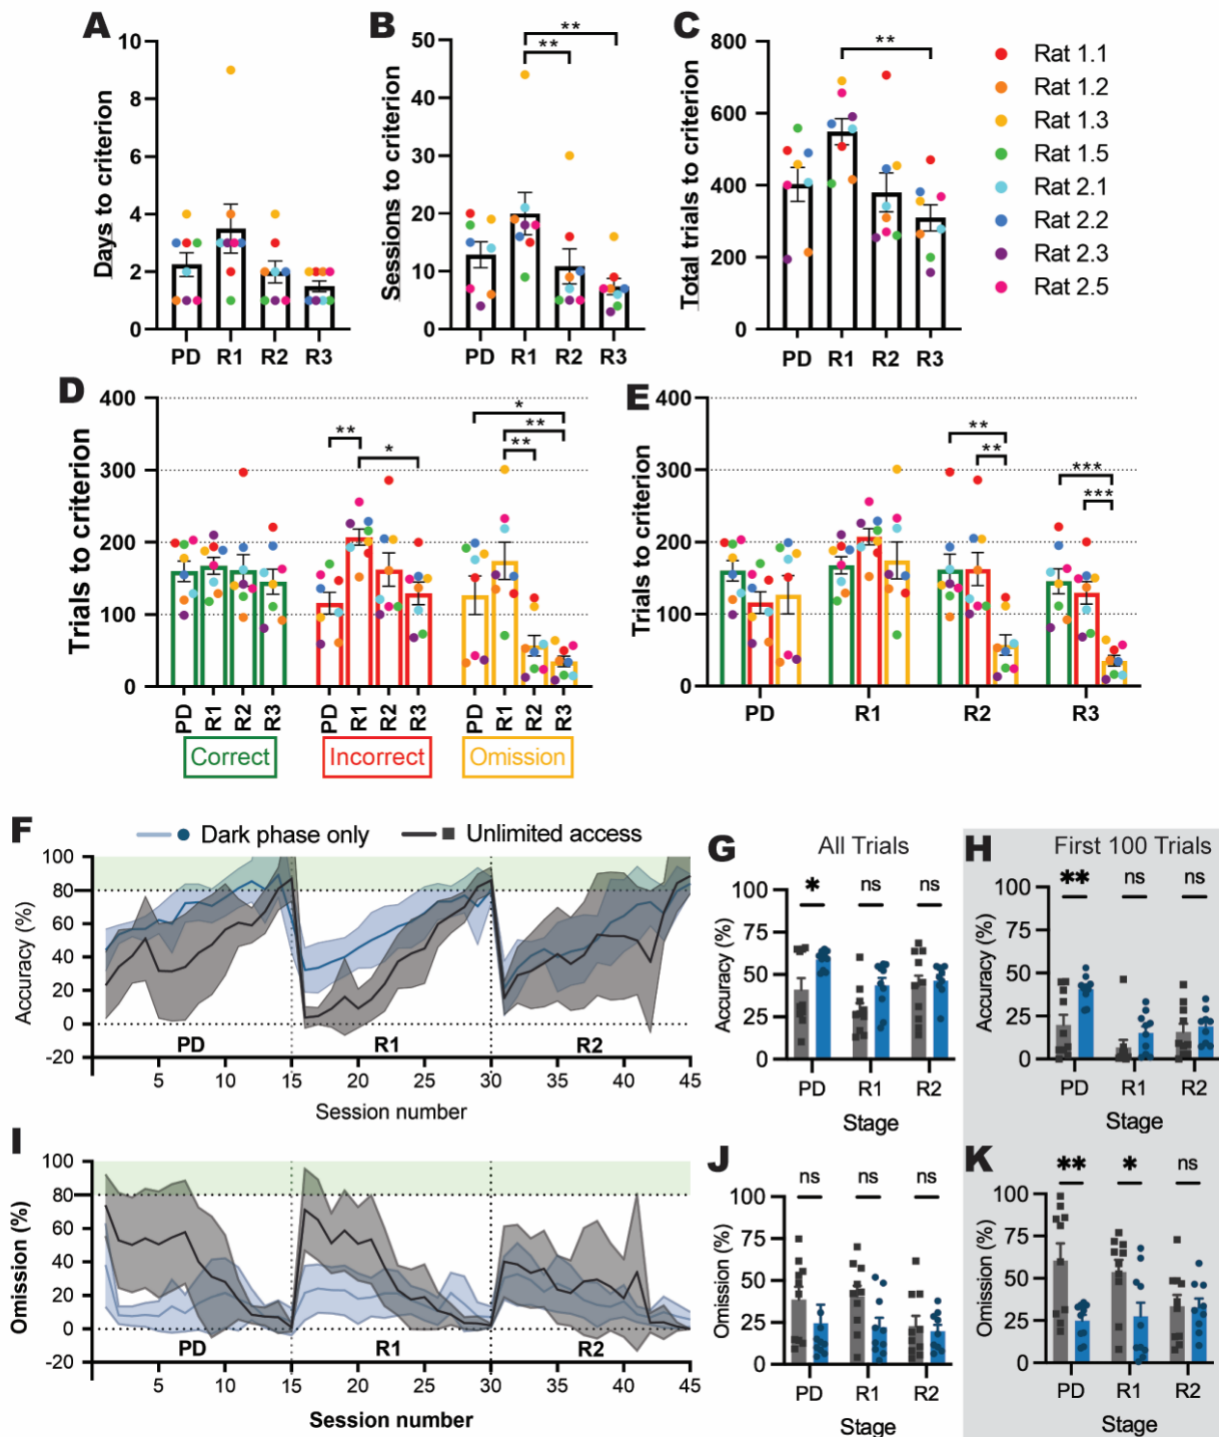 A
Days to criterion
10
8
6
4
2
0
PD R1 R2 R3
B
Sessions to criterion
50
40
30
20
10
0
** **
PD R1 R2 R3
C
Total trials to criterion
800
600
400
200
0
**
PD R1 R2 R3
Rat 1.1
Rat 1.2
Rat 1.3
Rat 1.5
Rat 2.1
Rat 2.2
Rat 2.3
Rat 2.5
D
Trials to criterion
400
300
200
100
0
** * * ** **
PD R1 R2 R3 PD R1 R2 R3 PD R1 R2 R3
Correct Incorrect Omission
E
Trials to criterion
400
300
200
100
0
** ** *** ***
PD R1 R2 R3
F
Dark phase only Unlimited access
Accuracy (%)
100
80
60
40
20
0
-20
PD R1 R2
5 10 15 20 25 30 35 40 45
Session number
G All Trials
Accuracy (%)
100
75
50
25
0
* ns ns
PD R1 R2
Stage
H First 100 Trials
Accuracy (%)
100
75
50
25
0
** ns ns
PD R1 R2
Stage
I
Omission (%)
100
80
60
40
20
0
-20
PD R1 R2
5 10 15 20 25 30 35 40 45
Session number
J
Omission (%)
100
75
50
25
0
ns ns ns
PD R1 R2
Stage
K
Omission (%)
100
75
50
25
0
** * ns
PD R1 R2
Stage